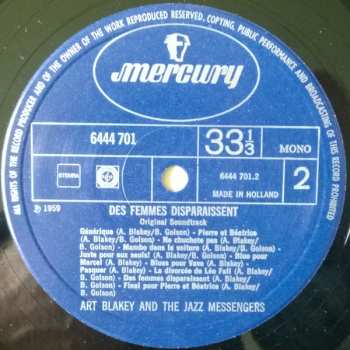 ALL RIGHTS OF THE RECORD PRODUCER AND OF THE OWNER OF THE WORK REPRODUCED RESERVED, COPYING, PUBLIC PERFORMANCE AND BROADCASTING OF THIS RECORD PROHIBITED
mercury
6444 701
33 1/3
MONO
STEMRA
6444 701.2
MADE IN HOLLAND
2
℗ 1959
DES FEMMES DISPARAISSENT
Original Soundtrack
Générique (A. Blakey/B. Golson) - Pierre et Béatrice
(A. Blakey/B. Golson) - Ne chuchote pas (A. Blakey/
B. Golson) - Mambo dans la voiture (A. Blakey/B. Golson) -
Juste pour eux seuls! (A. Blakey/B. Golson) - Blues pour
Marcel (A. Blakey) - Blues pour Vava (A. Blakey) -
Pasquier (A. Blakey) - La divorcée de Léo Fall (A. Blakey/
B. Golson) - Des femmes disparaissent (A. Blakey/
B. Golson) - Final pour Pierre et Béatrice (A. Blakey/
B. Golson)
ART BLAKEY AND THE JAZZ MESSENGERS